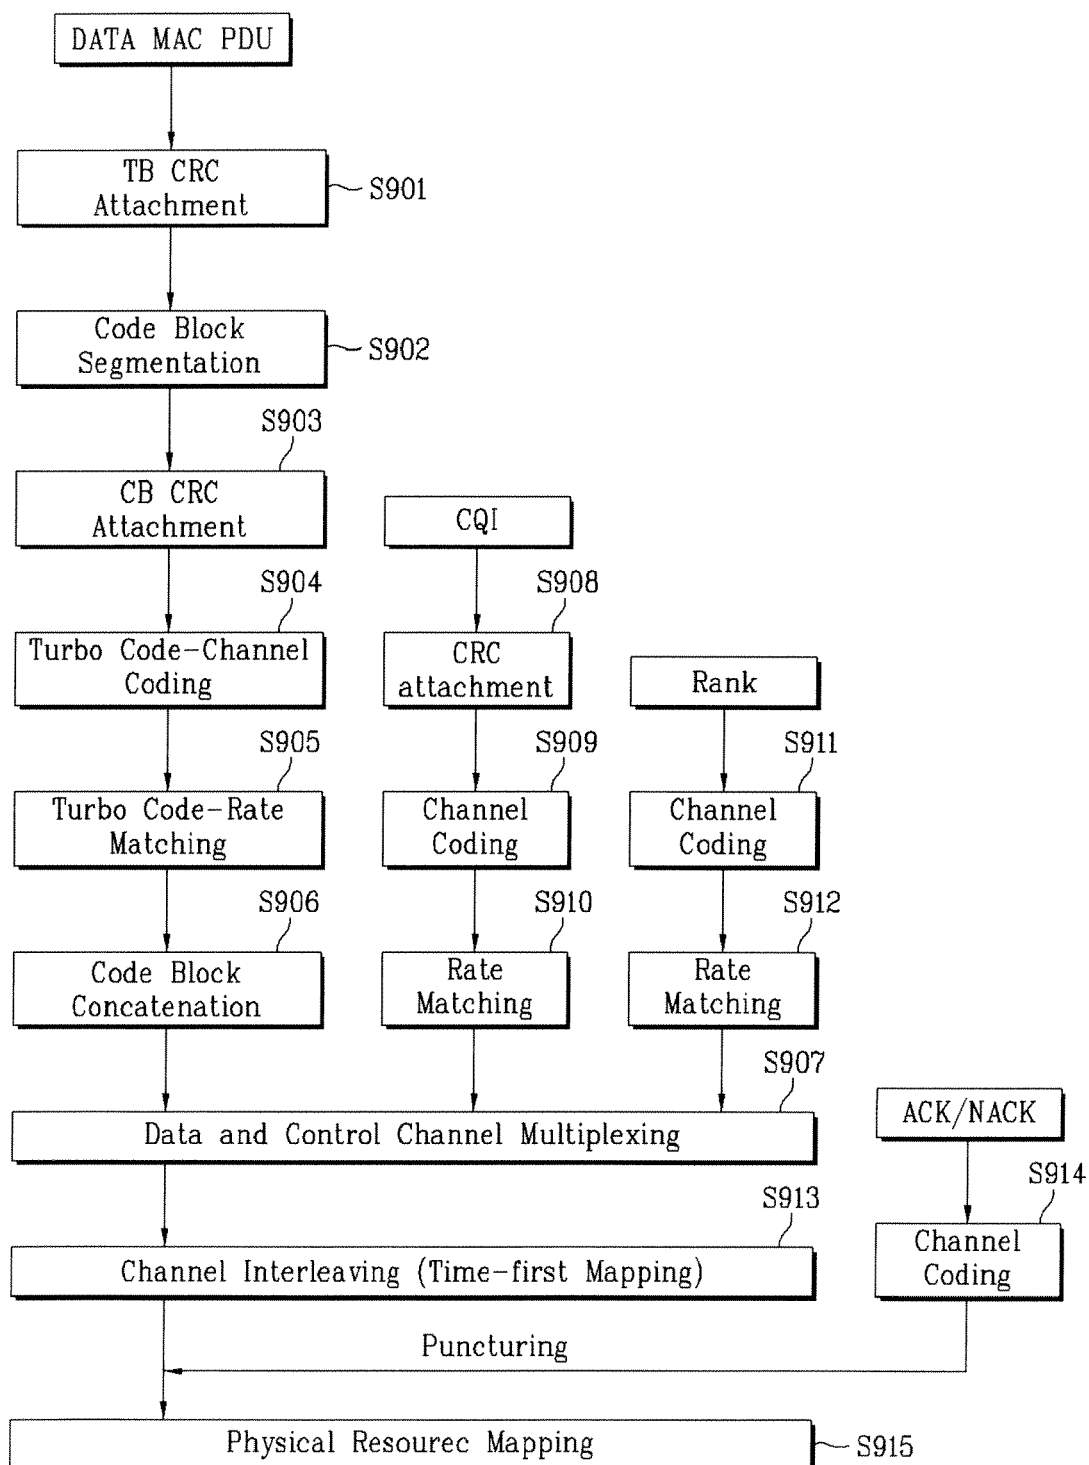 DATA MAC PDU
TB CRC
Attachment
S901
Code Block
Segmentation
S902
S903
CB CRC
Attachment
CQI
S904
S908
Turbo Code-Channel
Coding
CRC
attachment
Rank
S905
S909
S911
Turbo Code-Rate
Matching
Channel
Coding
Channel
Coding
S906
S910
S912
Code Block
Concatenation
Rate
Matching
Rate
Matching
S907
Data and Control Channel Multiplexing
ACK/NACK
S913
S914
Channel Interleaving (Time-first Mapping)
Channel
Coding
Puncturing
Physical Resourec Mapping
S915